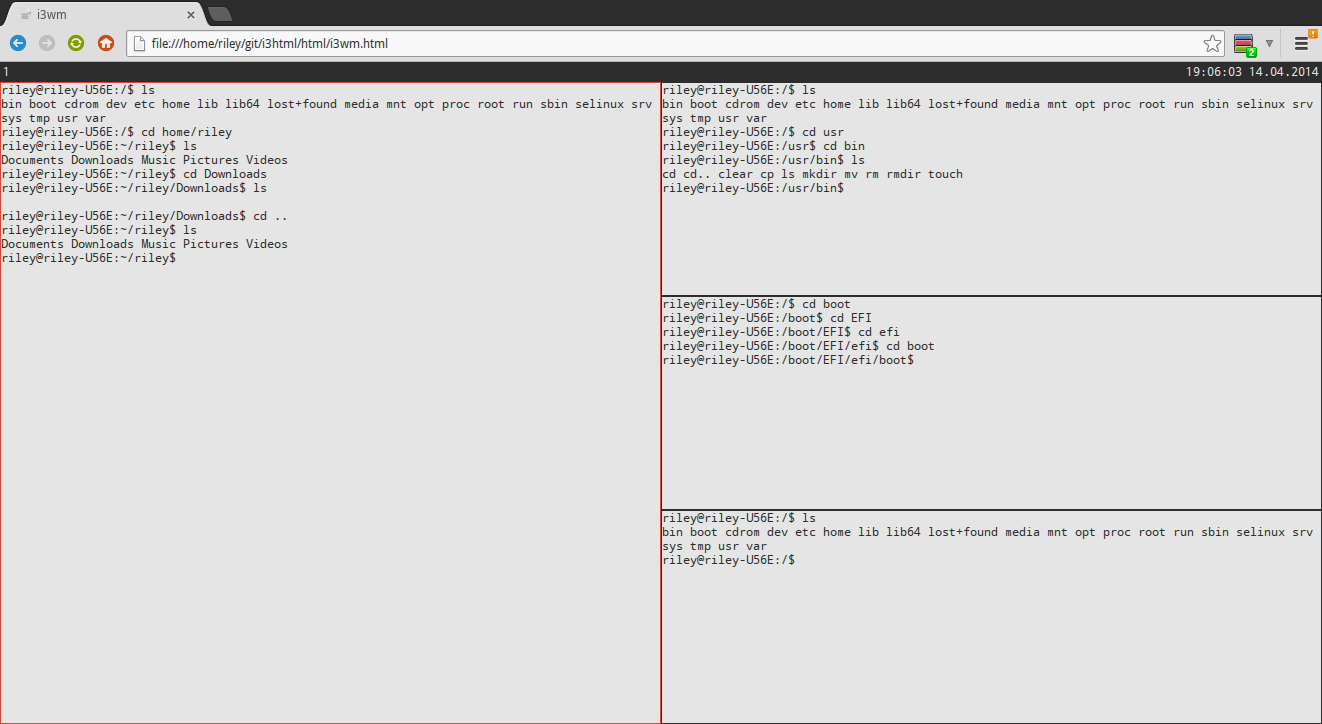 i3wm
file:///home/riley/git/i3html/html/i3wm.html
2
1
19:06:03 14.04.2014
riley@riley-U56E:/$ ls
bin boot cdrom dev etc home lib lib64 lost+found media mnt opt proc root run sbin selinux srv
sys tmp usr var
riley@riley-U56E:/$ cd home/riley
riley@riley-U56E:~/riley$ ls
Documents Downloads Music Pictures Videos
riley@riley-U56E:~/riley$ cd Downloads
riley@riley-U56E:~/riley/Downloads$ ls
riley@riley-U56E:~/riley/Downloads$ cd ..
riley@riley-U56E:~/riley$ ls
Documents Downloads Music Pictures Videos
riley@riley-U56E:~/riley$
riley@riley-U56E:/$ ls
bin boot cdrom dev etc home lib lib64 lost+found media mnt opt proc root run sbin selinux srv
sys tmp usr var
riley@riley-U56E:/$ cd usr
riley@riley-U56E:/usr$ cd bin
riley@riley-U56E:/usr/bin$ ls
cd cd.. clear cp ls mkdir mv rm rmdir touch
riley@riley-U56E:/usr/bin$
riley@riley-U56E:/$ cd boot
riley@riley-U56E:/boot$ cd EFI
riley@riley-U56E:/boot/EFI$ cd efi
riley@riley-U56E:/boot/EFI/efi$ cd boot
riley@riley-U56E:/boot/EFI/efi/boot$
riley@riley-U56E:/$ ls
bin boot cdrom dev etc home lib lib64 lost+found media mnt opt proc root run sbin selinux srv
sys tmp usr var
riley@riley-U56E:/$